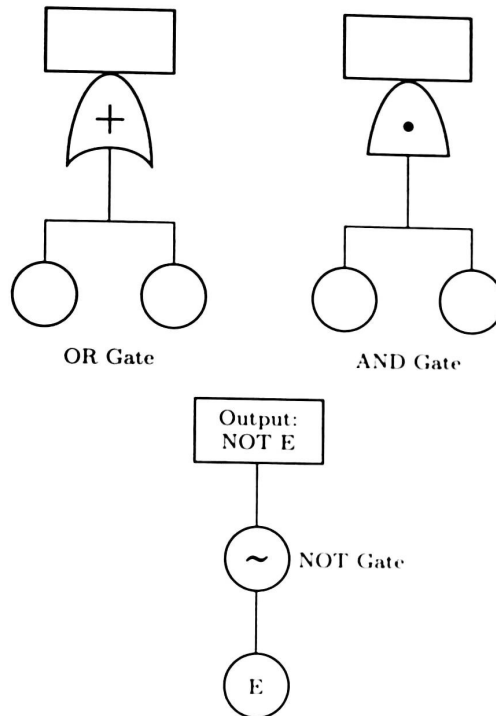 +
•
OR Gate
AND Gate
Output:
NOT E
~
NOT Gate
E